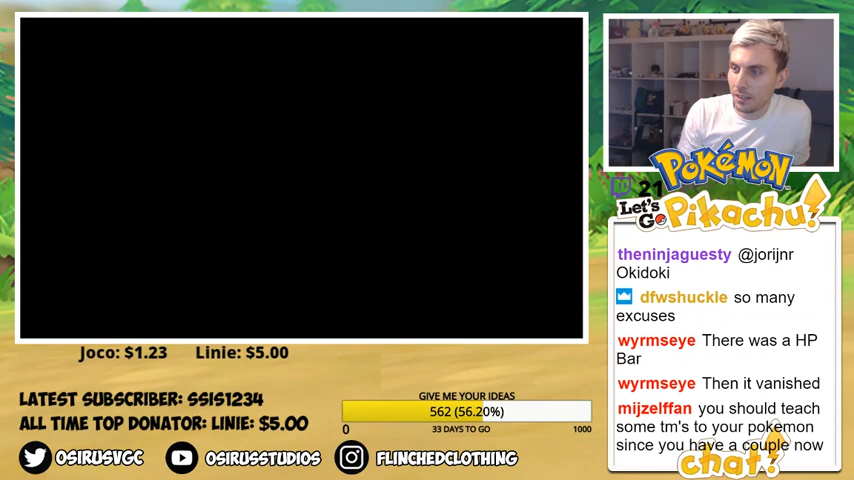 POKéMON
21
Let's Go
Pikachu!
theninjaguesty @jorijnr
Okidoki
dfwshuckle so many
excuses
wyrmseye There was a HP
Bar
wyrmseye Then it vanished
mijzelffan you should teach
some tm's to your pokemon
since you have a couple now
chat!
Joco: $1.23 Linie: $5.00
LATEST SUBSCRIBER: SSIS1234
ALL TIME TOP DONATOR: LINIE: $5.00
GIVE ME YOUR IDEAS
562 (56.20%)
0 33 DAYS TO GO 1000
OSIRUSVGC OSIRUSSTUDIOS FLINCHEDCLOTHING